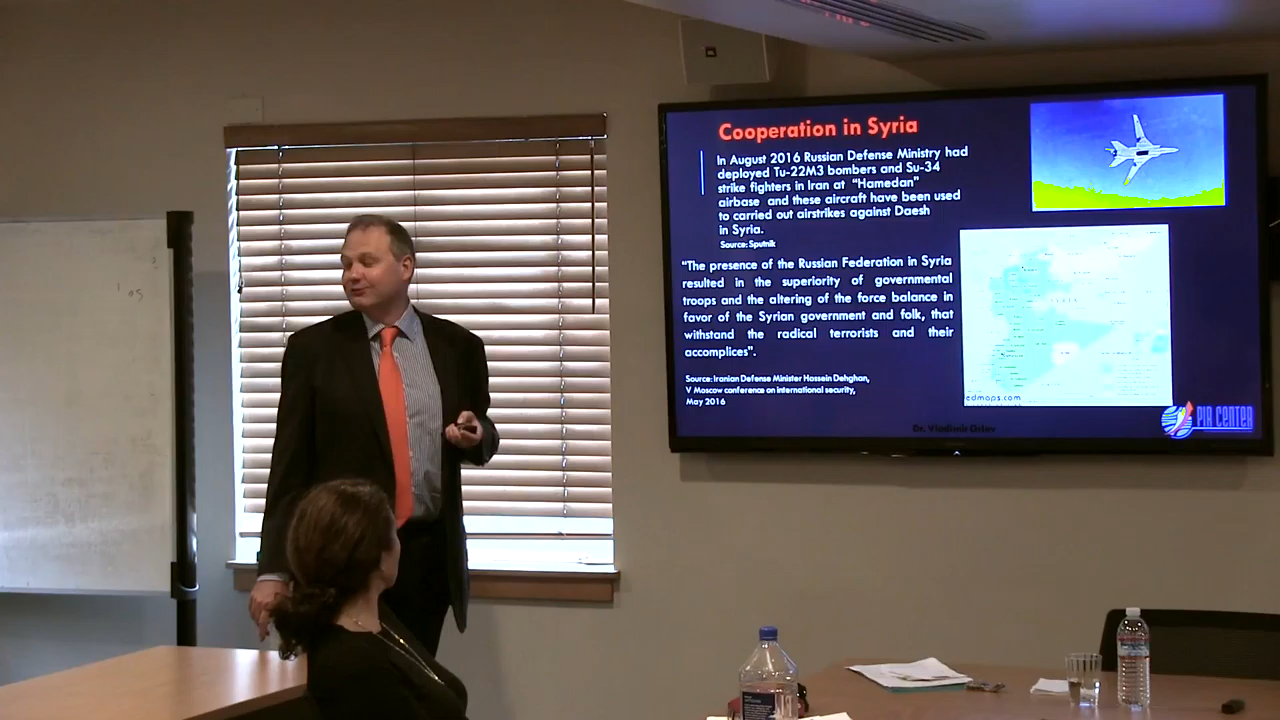 Cooperation in Syria
In August 2016 Russian Defense Ministry had
deployed Tu-22M3 bombers and Su-34
strike fighters in Iran at "Hamedan"
airbase and these aircraft have been used
to carried out airstrikes against Daesh
in Syria.
Source: Sputnik
"The presence of the Russian Federation in Syria
resulted in the superiority of governmental
troops and the altering of the force balance in
favor of the Syrian government and folk, that
withstand the radical terrorists and their
accomplices".
Source: Iranian Defense Minister Hossein Dehghan,
V Moscow conference on international security,
May 2016
edmaps.com
Dr. Vladimir Orlov
PIR CENTER